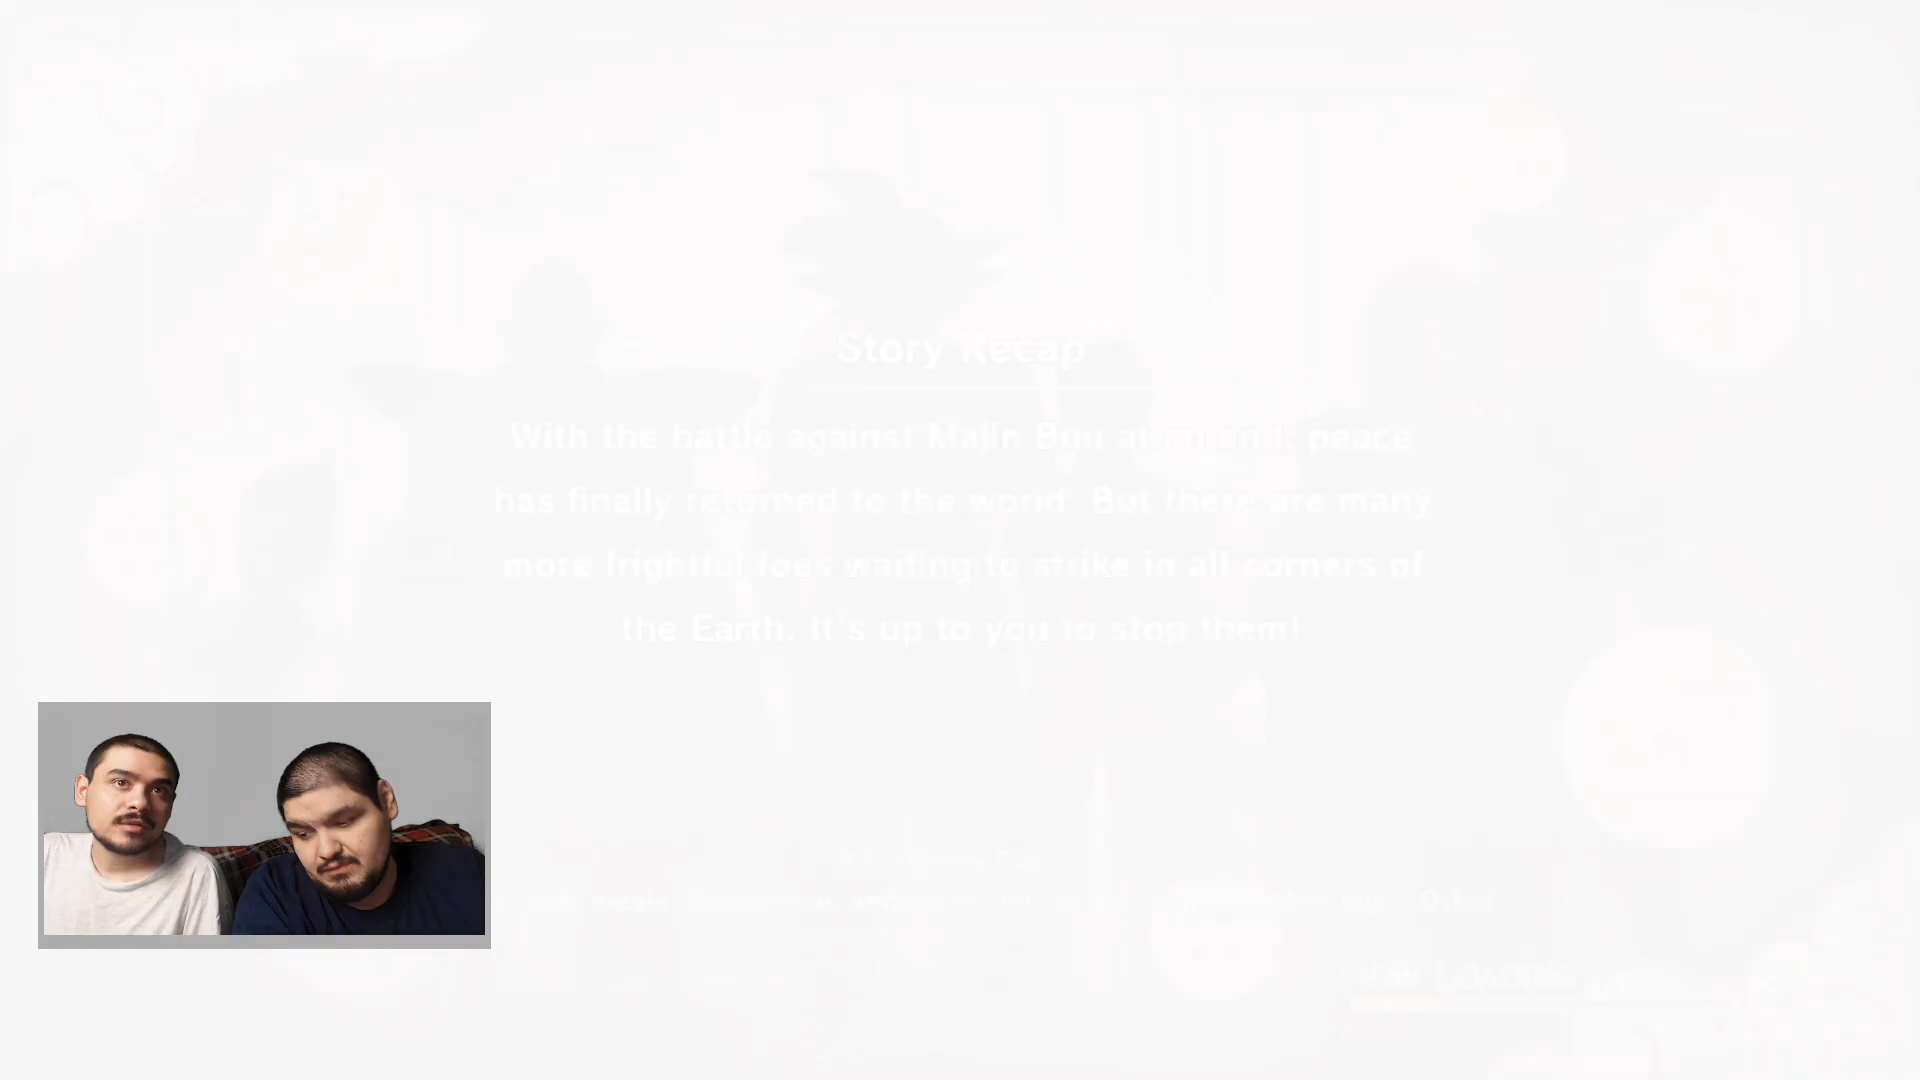 Story Recap
With the battle against Majin Buu at an end, peace
has finally returned to the world. But there are many
more frightful foes waiting to strike in all corners of
the Earth. It's up to you to stop them!
LOADING